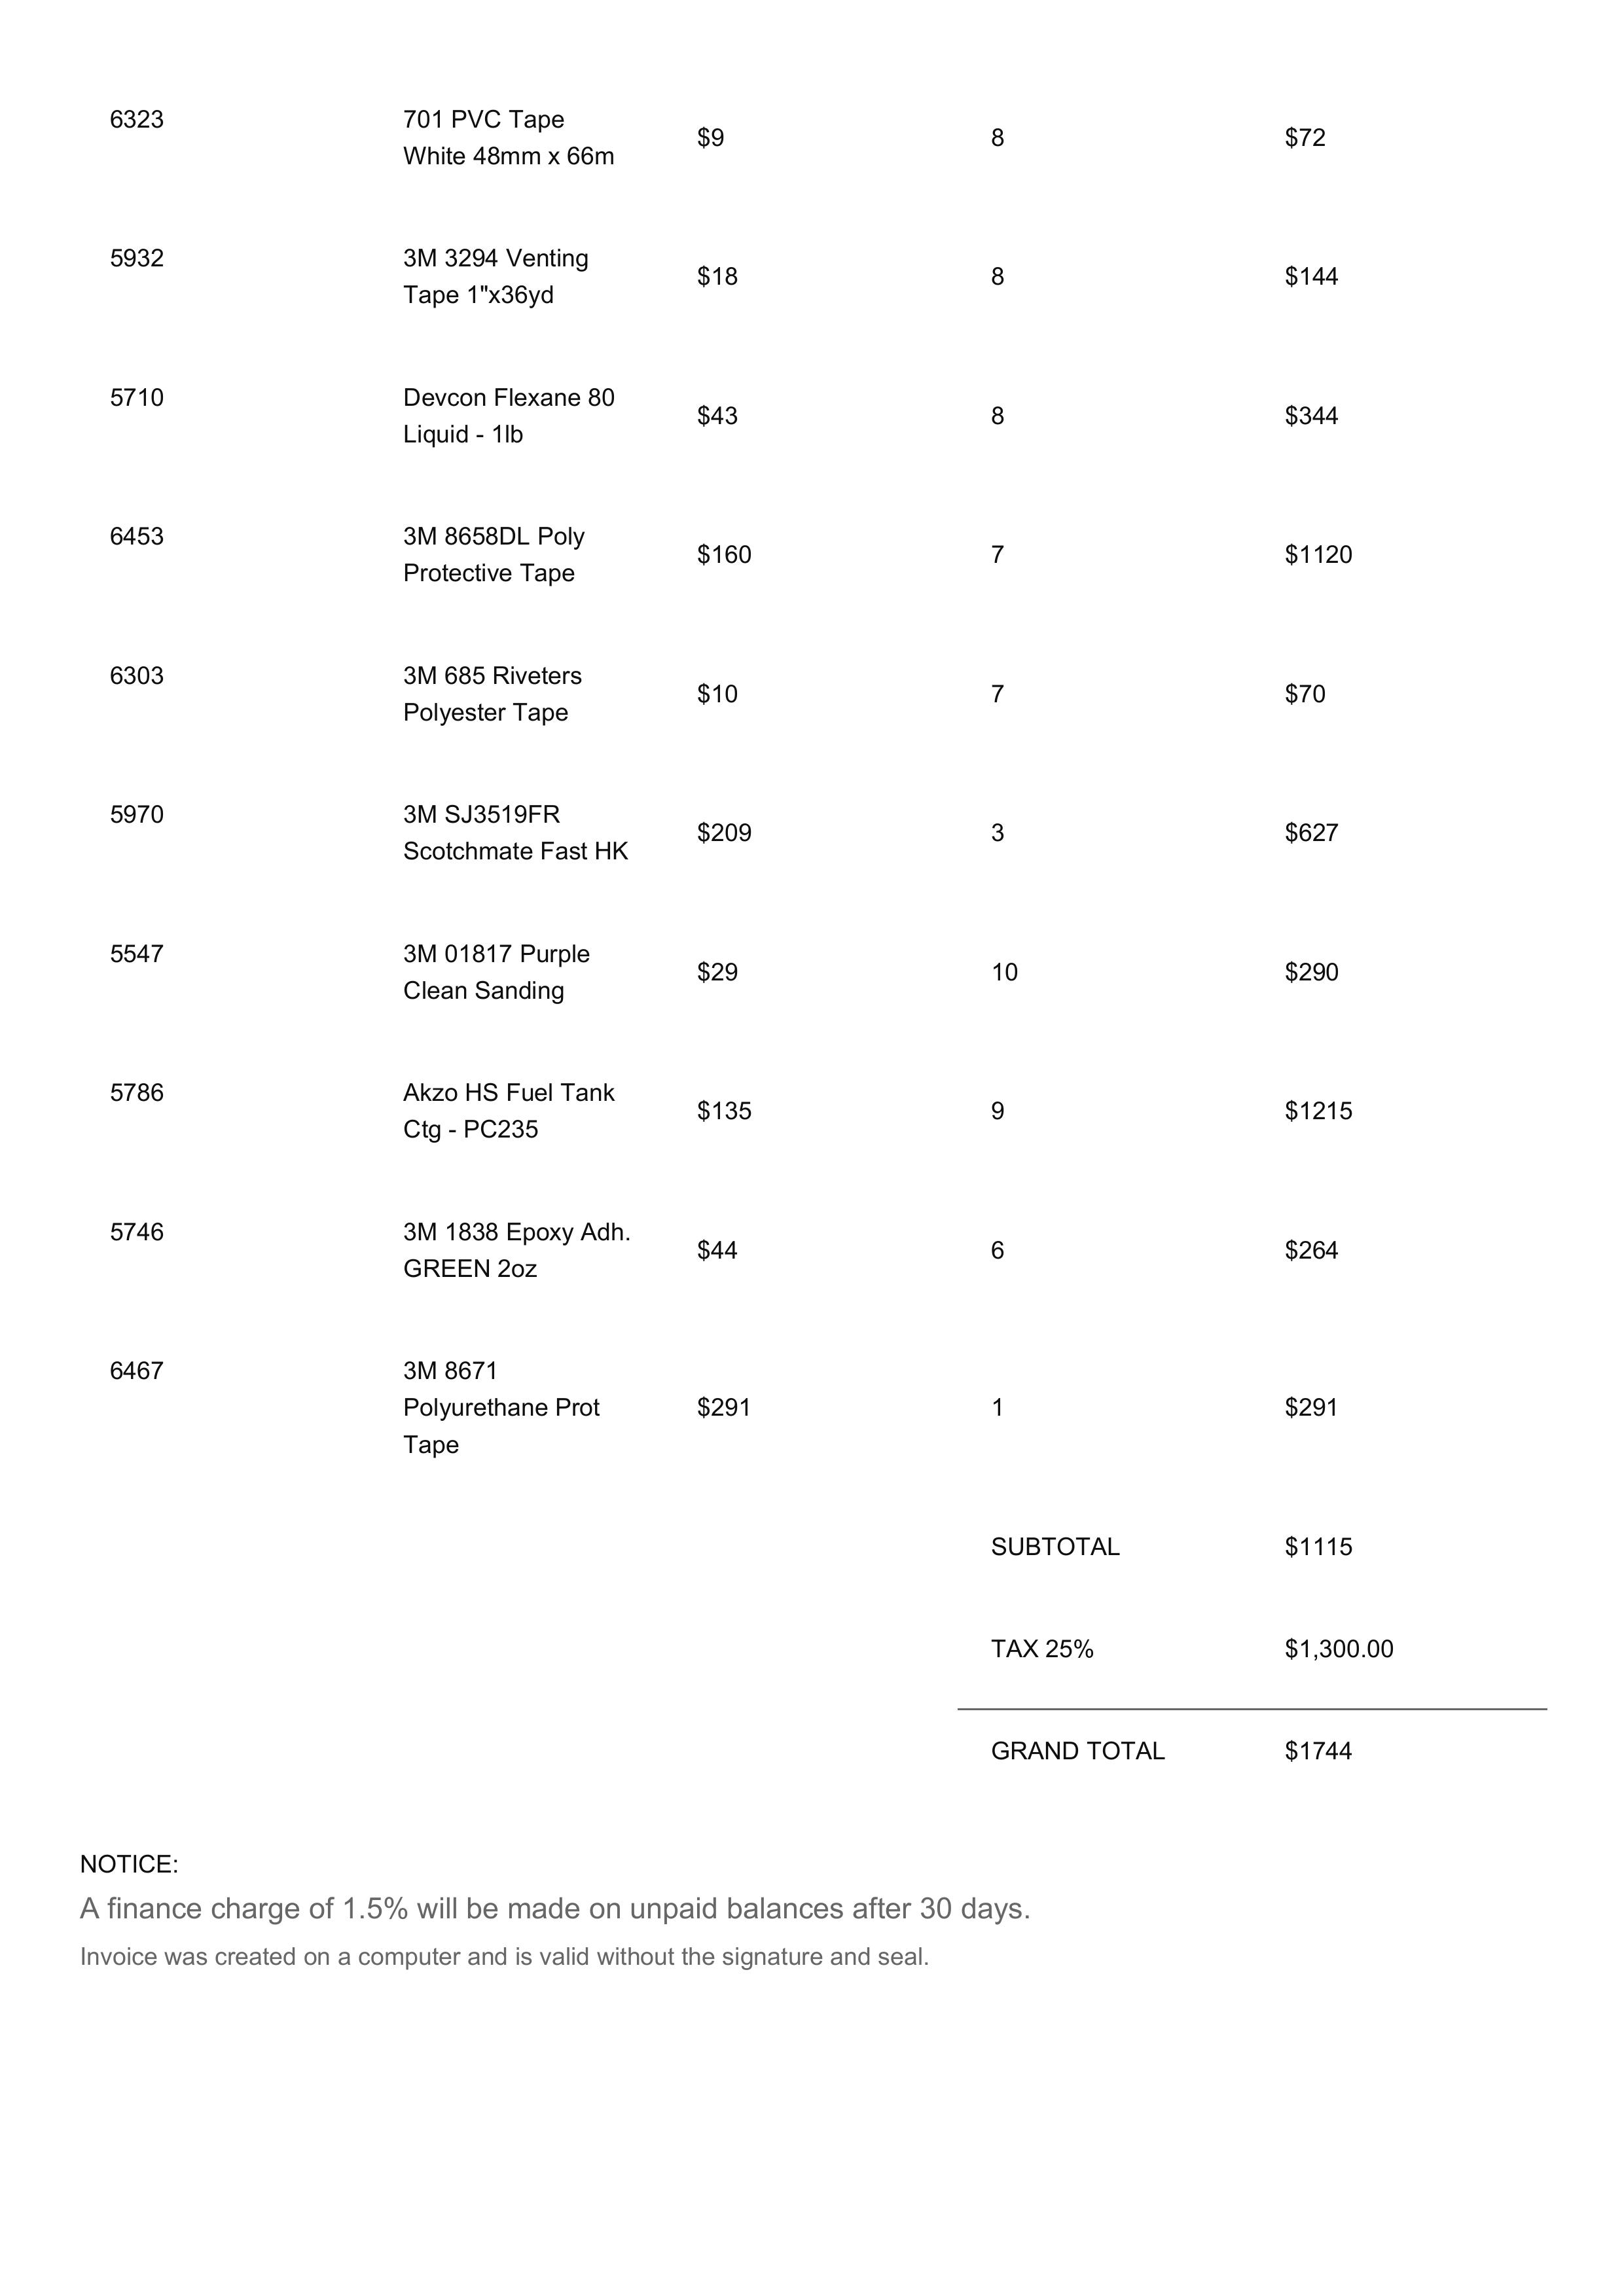 6323 701 PVC Tape
White 48mm x 66m $9 8 $72
5932 3M 3294 Venting
Tape 1"x36yd $18 8 $144
5710 Devcon Flexane 80
Liquid - 1lb $43 8 $344
6453 3M 8658DL Poly
Protective Tape $160 7 $1120
6303 3M 685 Riveters
Polyester Tape $10 7 $70
5970 3M SJ3519FR
Scotchmate Fast HK $209 3 $627
5547 3M 01817 Purple
Clean Sanding $29 10 $290
5786 Akzo HS Fuel Tank
Ctg - PC235 $135 9 $1215
5746 3M 1838 Epoxy Adh.
GREEN 2oz $44 6 $264
6467 3M 8671
Polyurethane Prot $291 1 $291
Tape
SUBTOTAL $1115
TAX 25% $1,300.00
GRAND TOTAL $1744
NOTICE:
A finance charge of 1.5% will be made on unpaid balances after 30 days.
Invoice was created on a computer and is valid without the signature and seal.